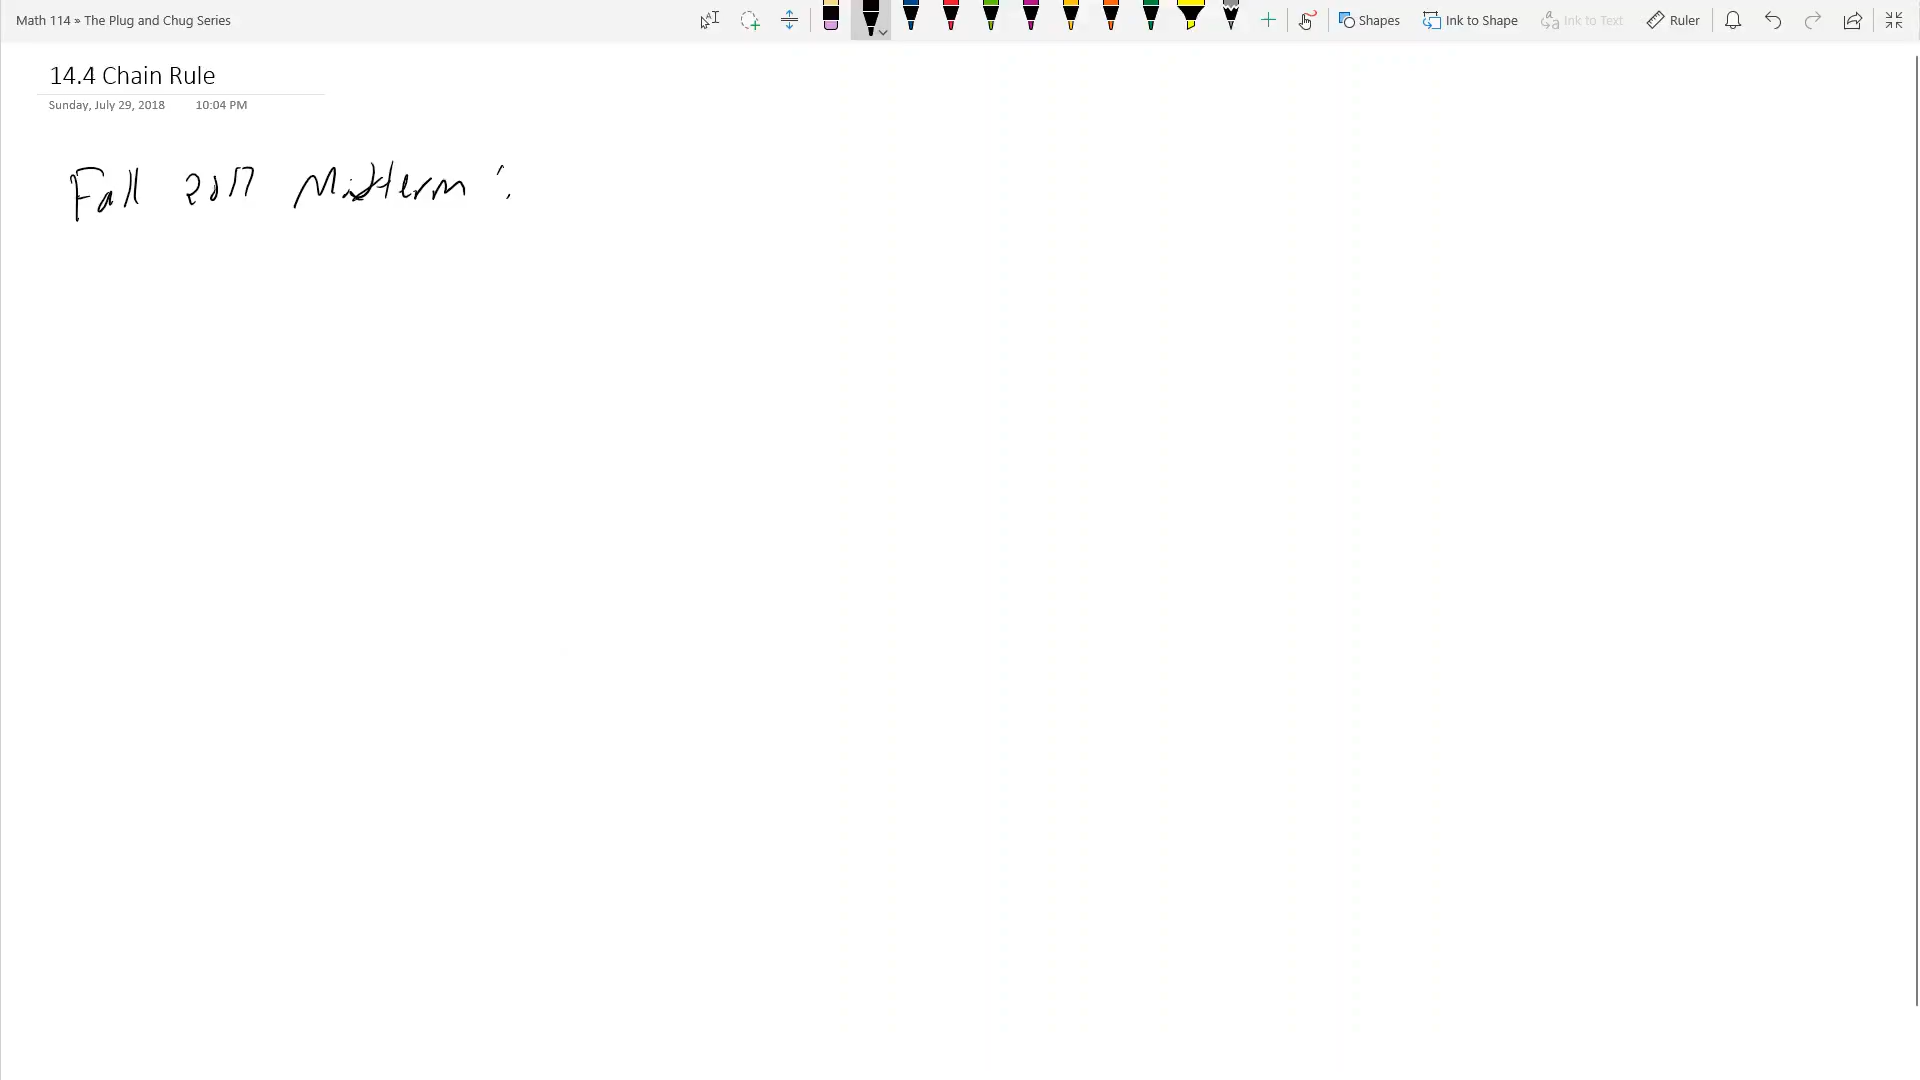 Math 114 » The Plug and Chug Series
Shapes
Ink to Shape
Ink to Text
Ruler
14.4 Chain Rule
Sunday, July 29, 2018 10:04 PM
Fall 2017 Midterm :